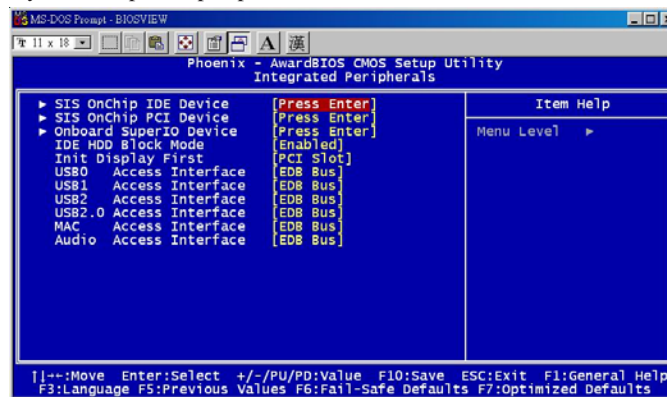 MS-DOS Prompt - BIOSVIEW
Tr 11 x 18 A 漢
Phoenix - AwardBIOS CMOS Setup Utility
Integrated Peripherals
► SIS OnChip IDE Device [Press Enter]
► SIS OnChip PCI Device [Press Enter]
► Onboard SuperIO Device [Press Enter]
IDE HDD Block Mode [Enabled]
Init Display First [PCI Slot]
USB0 Access Interface [EDB Bus]
USB1 Access Interface [EDB Bus]
USB2 Access Interface [EDB Bus]
USB2.0 Access Interface [EDB Bus]
MAC Access Interface [EDB Bus]
Audio Access Interface [EDB Bus]
Item Help
Menu Level ►
↑↓→←:Move Enter:Select +/-/PU/PD:Value F10:Save ESC:Exit F1:General Help
F3:Language F5:Previous Values F6:Fail-Safe Defaults F7:Optimized Defaults